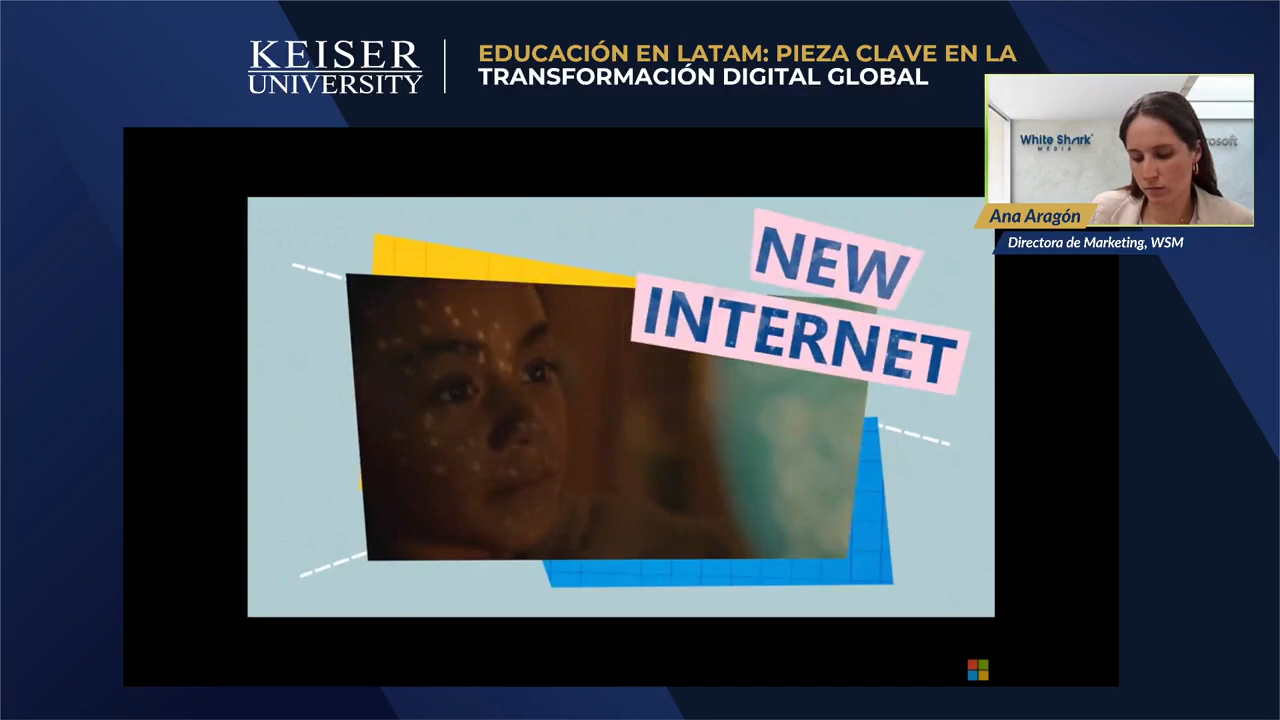 KEISER
UNIVERSITY
EDUCACIÓN EN LATAM: PIEZA CLAVE EN LA
TRANSFORMACIÓN DIGITAL GLOBAL
White Shark
MEDIA
Ana Aragón
Directora de Marketing, WSM
NEW
INTERNET